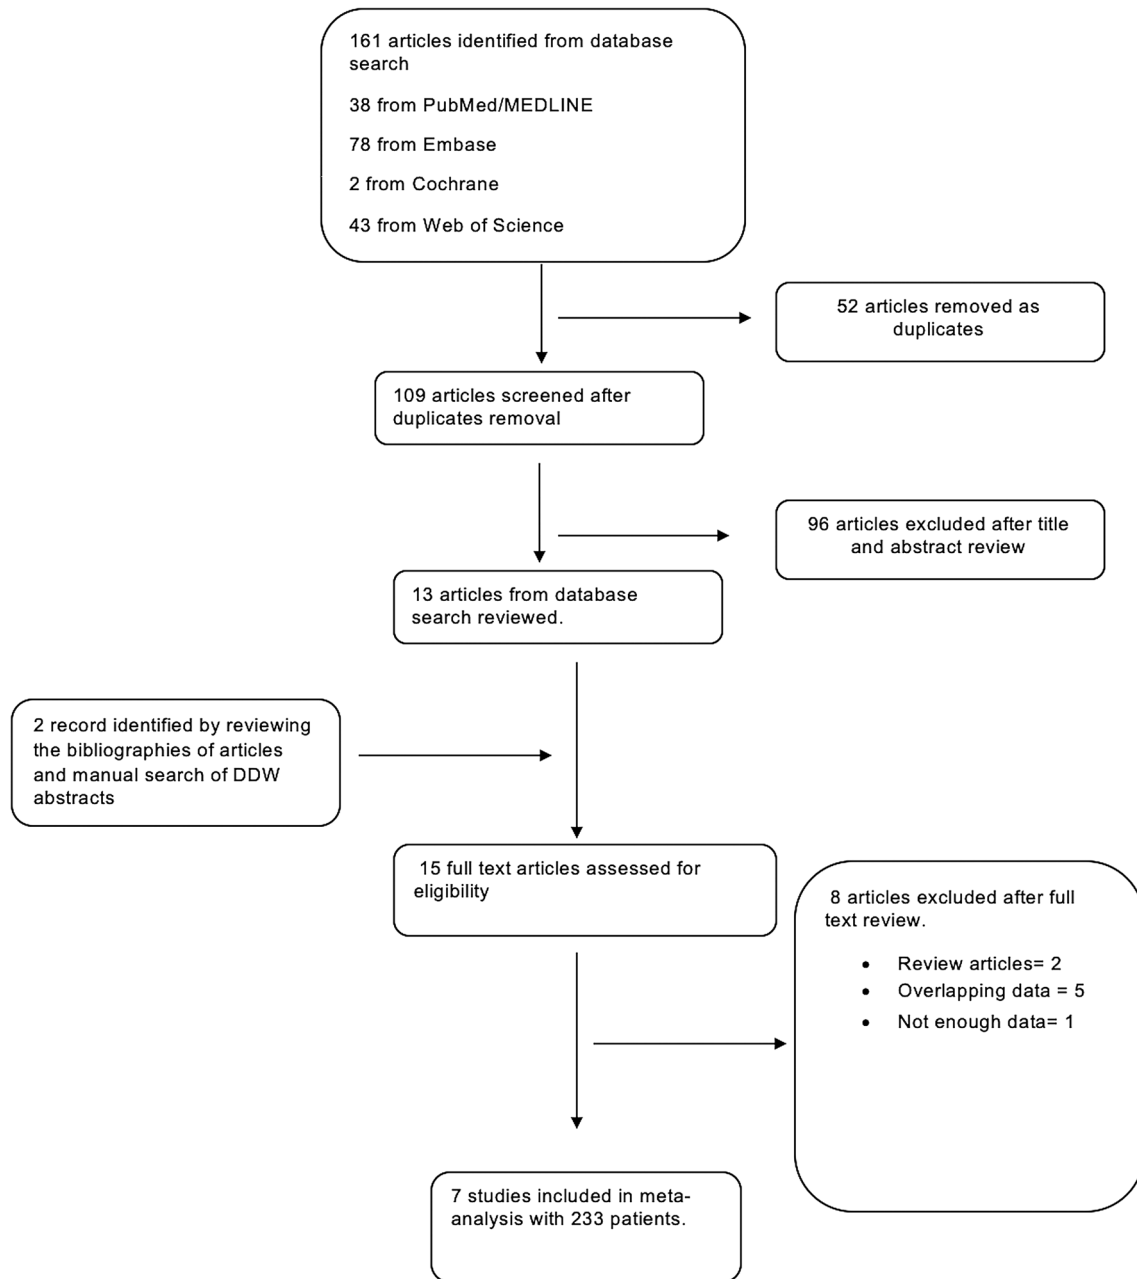 161 articles identified from database
search
38 from PubMed/MEDLINE
78 from Embase
2 from Cochrane
43 from Web of Science
52 articles removed as
duplicates
109 articles screened after
duplicates removal
96 articles excluded after title
and abstract review
13 articles from database
search reviewed.
2 record identified by reviewing
the bibliographies of articles
and manual search of DDW
abstracts
15 full text articles assessed for
eligibility
8 articles excluded after full
text review.
• Review articles= 2
• Overlapping data = 5
• Not enough data= 1
7 studies included in meta-
analysis with 233 patients.